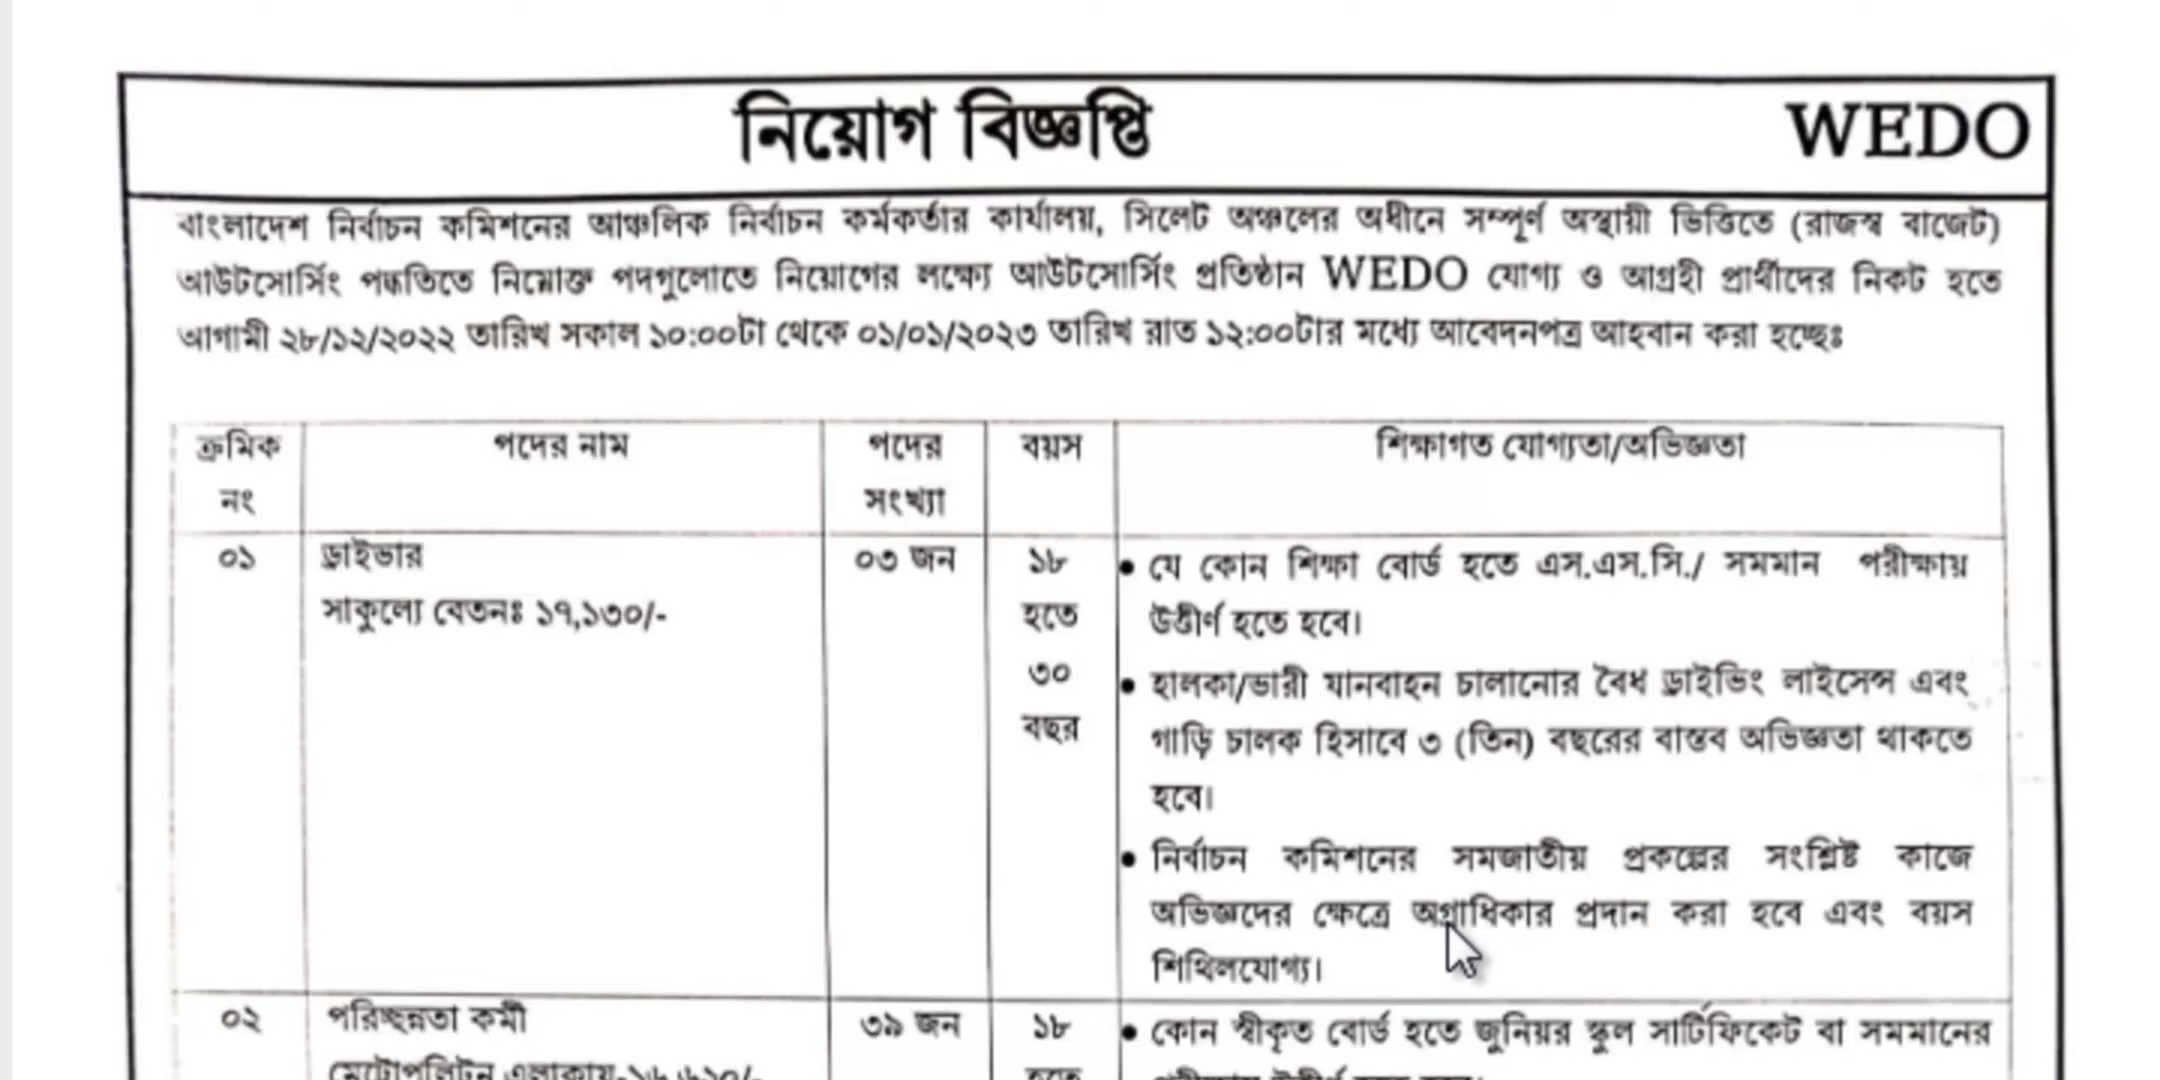 নিয়োগ বিজ্ঞপ্তি WEDO
বাংলাদেশ নির্বাচন কমিশনের আঞ্চলিক নির্বাচন কর্মকর্তার কার্যালয়, সিলেট অঞ্চলের অধীনে সম্পূর্ণ অস্থায়ী ভিত্তিতে (রাজস্ব বাজেট)
আউটসোর্সিং পদ্ধতিতে নিম্নোক্ত পদগুলোতে নিয়োগের লক্ষ্যে আউটসোর্সিং প্রতিষ্ঠান WEDO যোগ্য ও আগ্রহী প্রার্থীদের নিকট হতে
আগামী ২৮/১২/২০২২ তারিখ সকাল ১০:০০টা থেকে ০১/০১/২০২৩ তারিখ রাত ১২:০০টার মধ্যে আবেদনপত্র আহবান করা হচ্ছেঃ
ক্রমিক নং
পদের নাম
পদের সংখ্যা
বয়স
শিক্ষাগত যোগ্যতা/অভিজ্ঞতা
০১
ড্রাইভার
সাকুল্যে বেতনঃ ১৭,১৩০/-
০৩ জন
১৮
হতে
৩০
বছর
• যে কোন শিক্ষা বোর্ড হতে এস.এস.সি./ সমমান পরীক্ষায়
উত্তীর্ণ হতে হবে।
• হালকা/ভারী যানবাহন চালানোর বৈধ ড্রাইভিং লাইসেন্স এবং
গাড়ি চালক হিসাবে ৩ (তিন) বছরের বাস্তব অভিজ্ঞতা থাকতে
হবে।
• নির্বাচন কমিশনের সমজাতীয় প্রকল্পের সংশ্লিষ্ট কাজে
অভিজ্ঞদের ক্ষেত্রে অগ্রাধিকার প্রদান করা হবে এবং বয়স
শিথিলযোগ্য।
০২
পরিচ্ছন্নতা কর্মী
মেট্রোপলিটন এলাকায়
৩৯ জন
১৮
হতে
• কোন স্বীকৃত বোর্ড হতে জুনিয়র স্কুল সার্টিফিকেট বা সমমানের